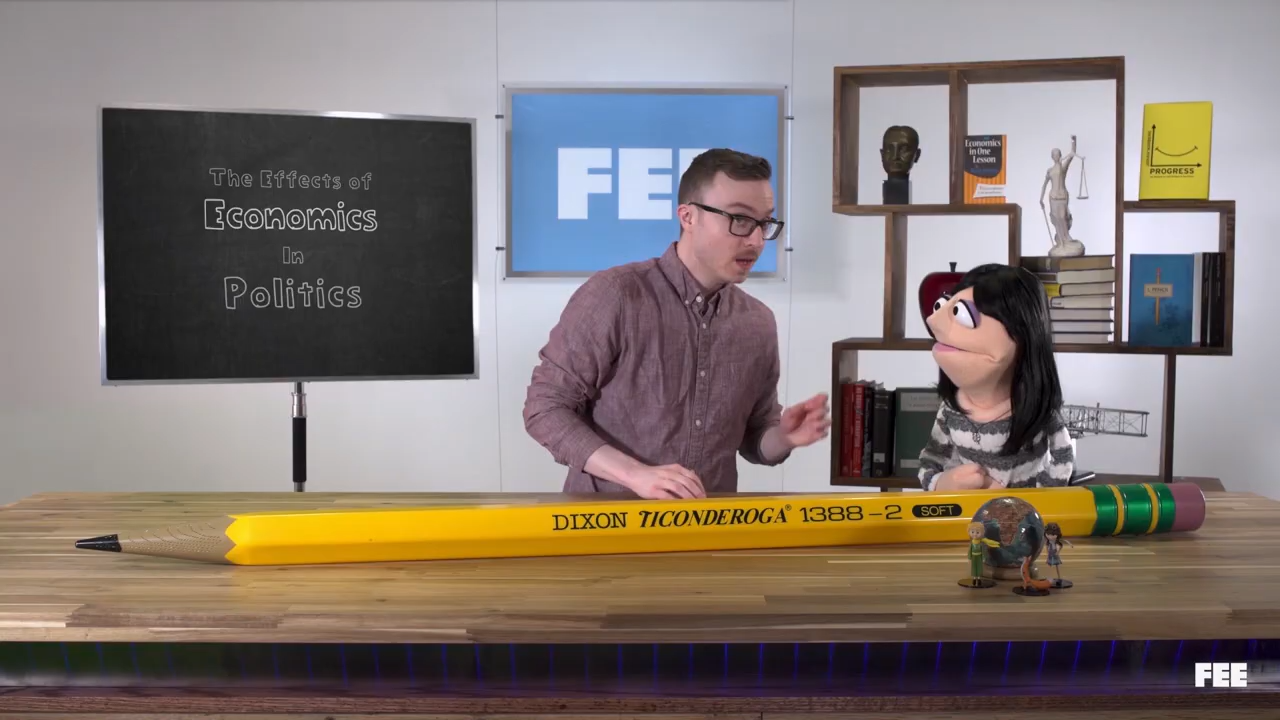 The Effects of
Economics
In
Politics
FEE
Economics
in One
Lesson
PROGRESS
DIXON TICONDEROGA® 1388-2 SOFT
FEE